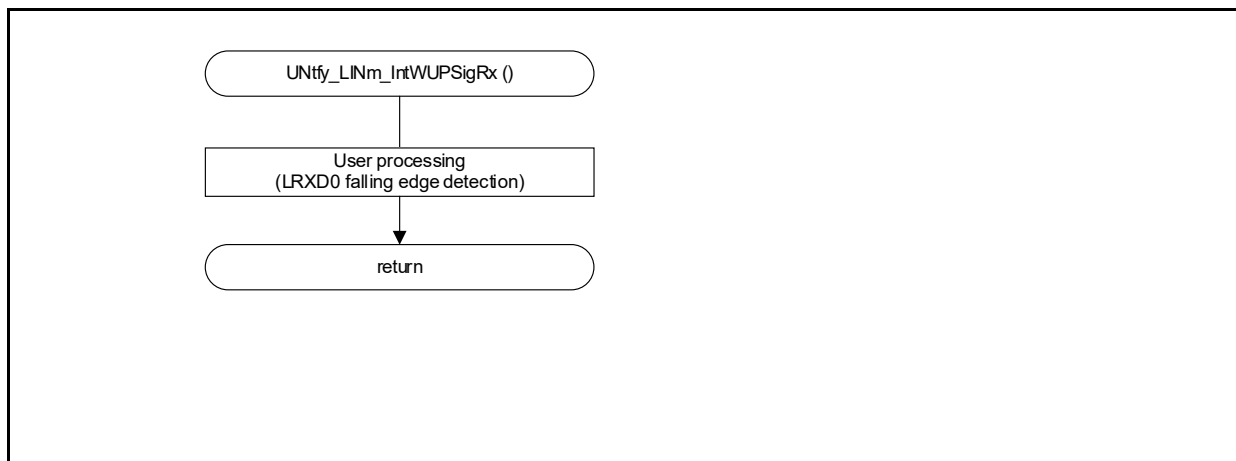 UNtfy_LINm_IntWUPSigRx ()
User processing
(LRXD0 falling edge detection)
return